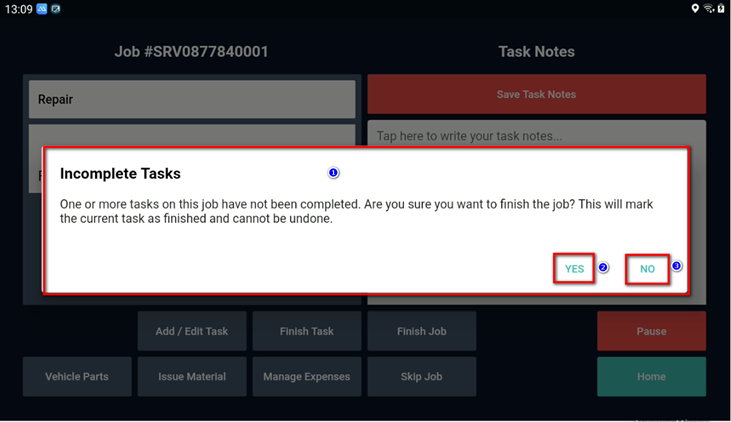 13:09
Job #SRV0877840001
Task Notes
Repair
Save Task Notes
Tap here to write your task notes...
Incomplete Tasks
1
One or more tasks on this job have not been completed. Are you sure you want to finish the job? This will mark
the current task as finished and cannot be undone.
YES
2
NO
3
Add / Edit Task
Finish Task
Finish Job
Pause
Vehicle Parts
Issue Material
Manage Expenses
Skip Job
Home